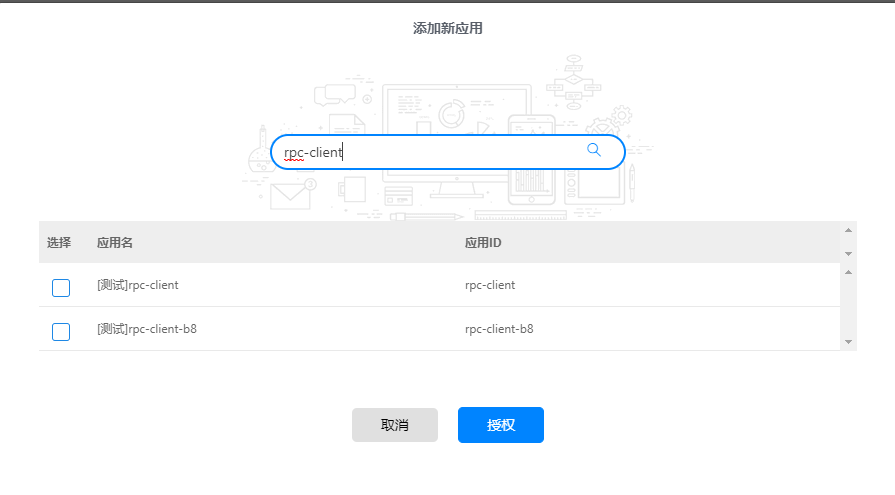 添加新应用
3
rpc-client
选择 应用名 应用ID
[测试]rpc-client rpc-client
[测试]rpc-client-b8 rpc-client-b8
取消 授权